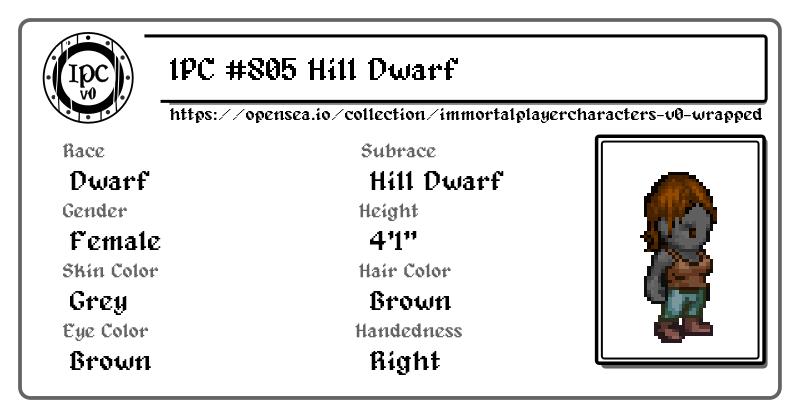 IPC
v0
IPC #805 Hill Dwarf
https://opensea.io/collection/immortalplayercharacters-v0-wrapped
Race
Subrace
Dwarf
Hill Dwarf
Gender
Height
Female
4'1"
Skin Color
Hair Color
Grey
Brown
Eye Color
Handedness
Brown
Right